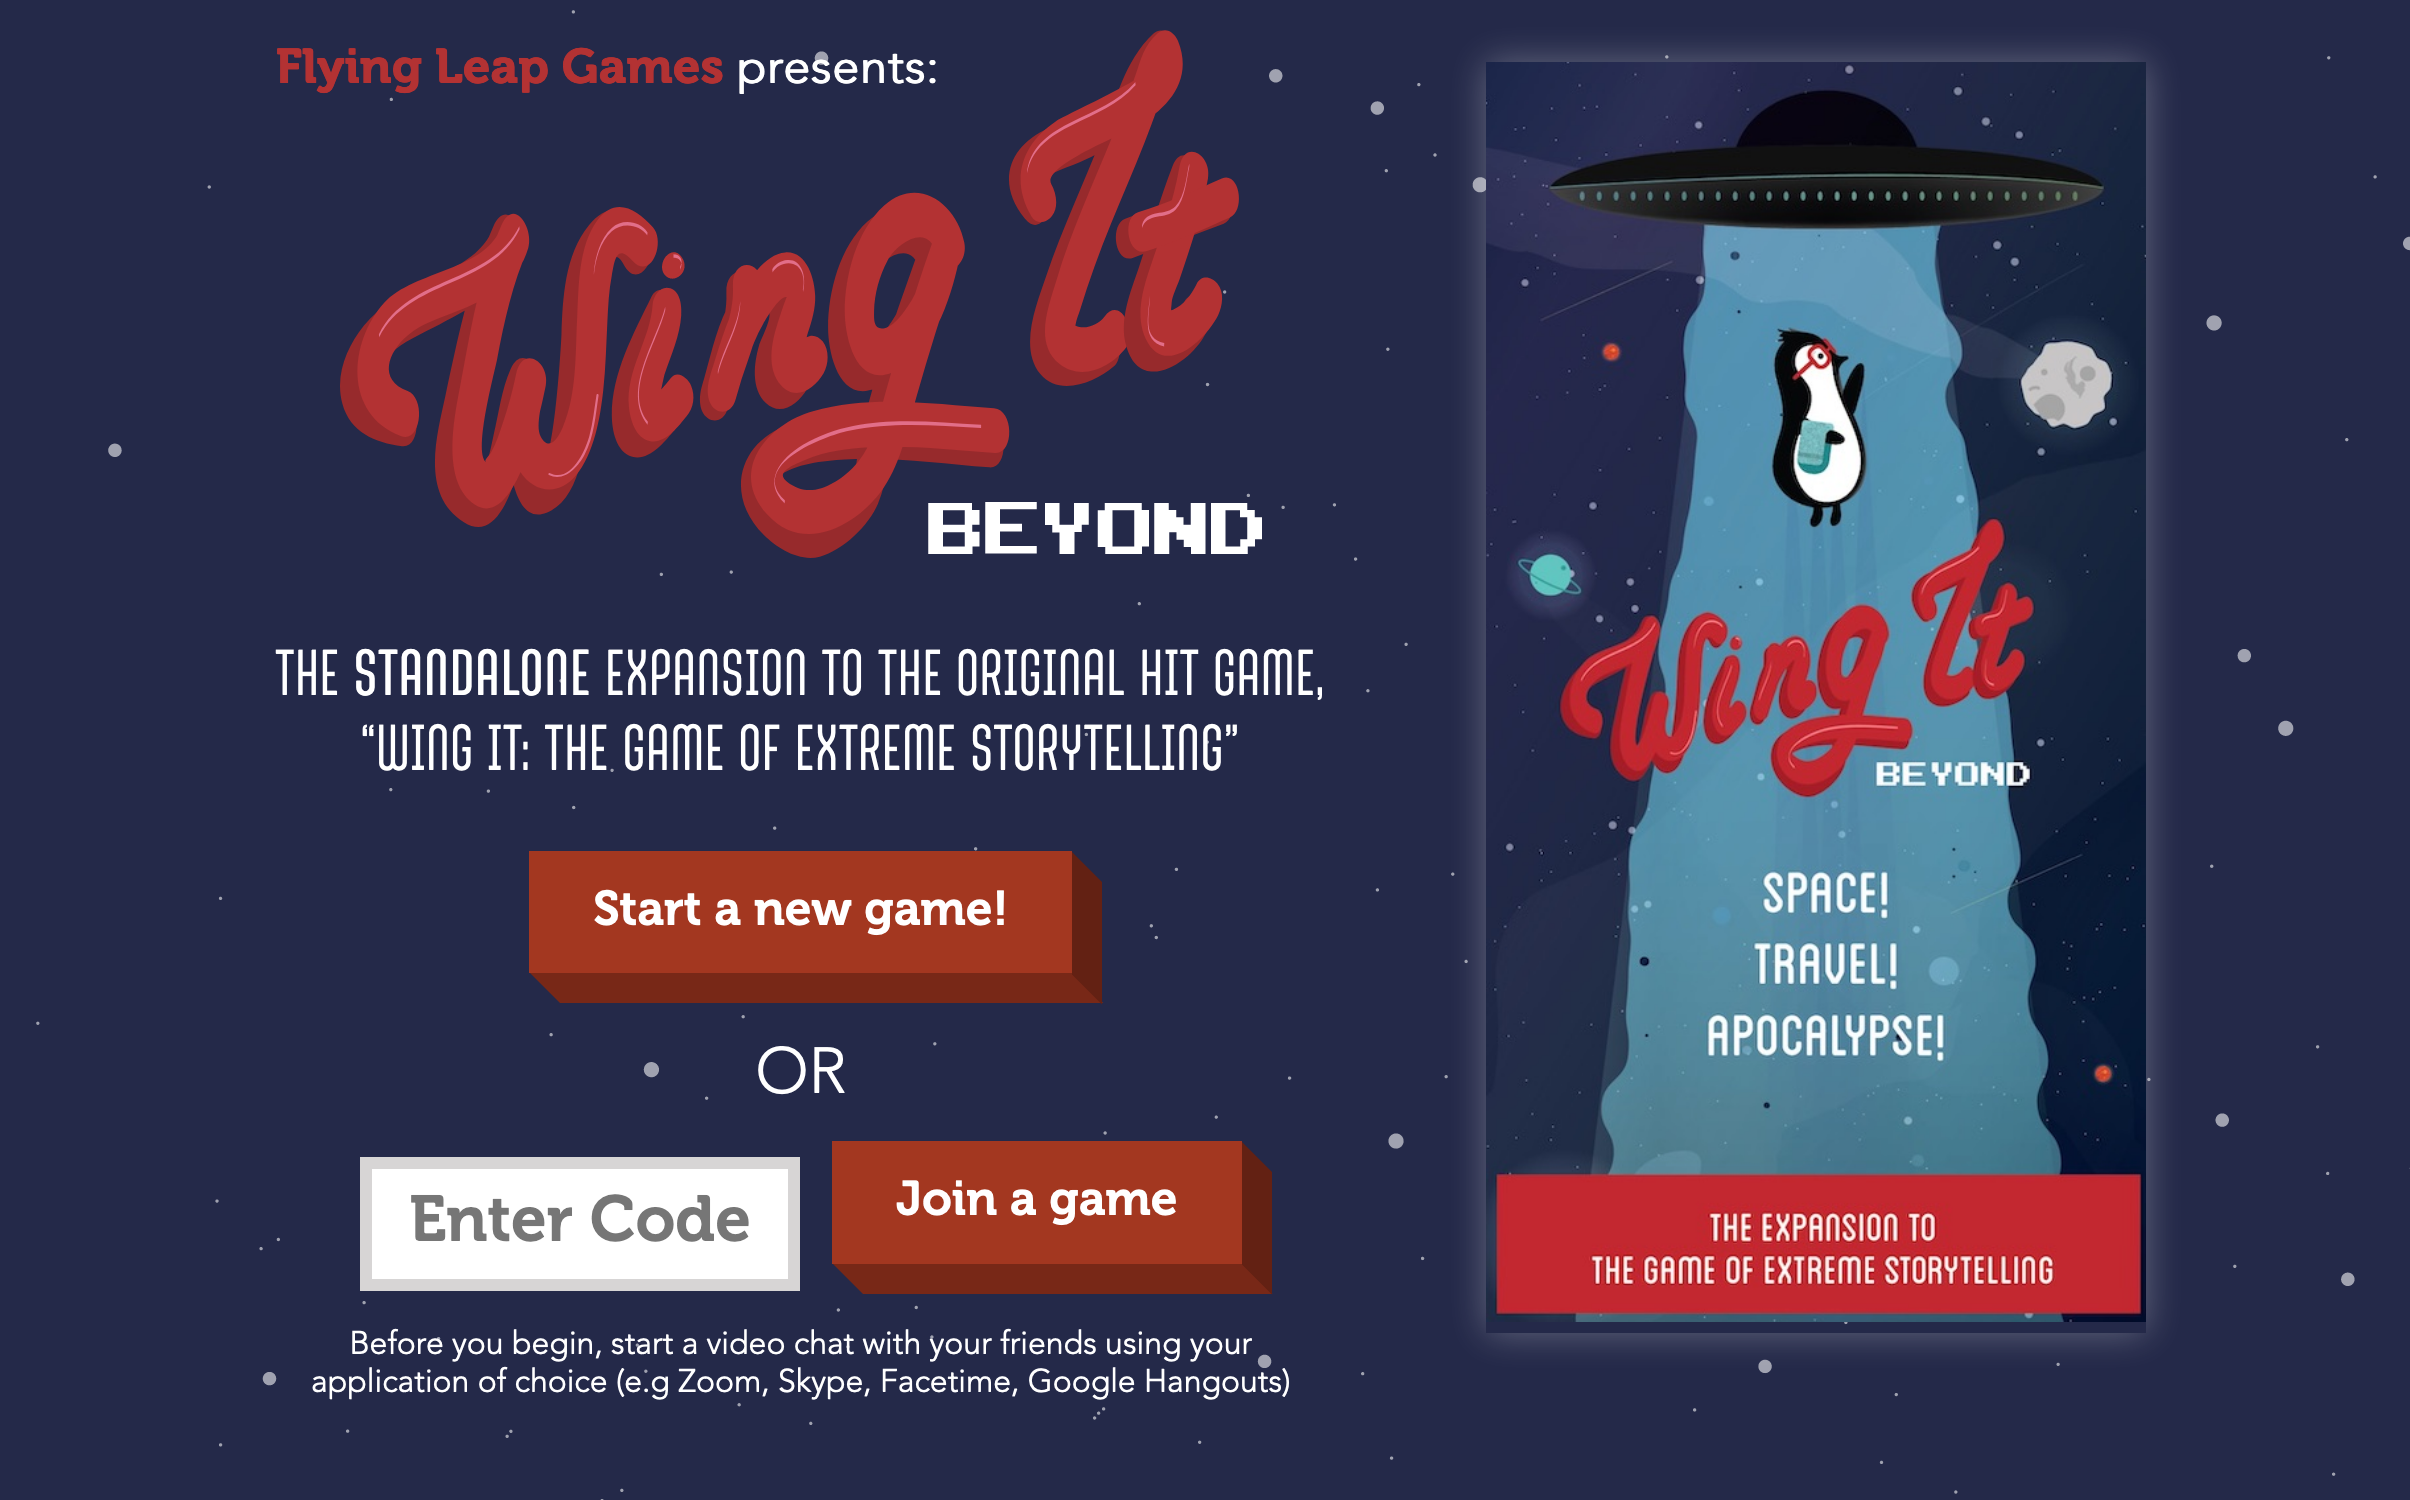 Flying Leap Games presents:
Wing It
BEYOND
THE STANDALONE EXPANSION TO THE ORIGINAL HIT GAME,
“WING IT: THE GAME OF EXTREME STORYTELLING”
Start a new game!
OR
Enter Code
Join a game
Before you begin, start a video chat with your friends using your
application of choice (e.g Zoom, Skype, Facetime, Google Hangouts)
Wing It
BEYOND
SPACE!
TRAVEL!
APOCALYPSE!
THE EXPANSION TO
THE GAME OF EXTREME STORYTELLING